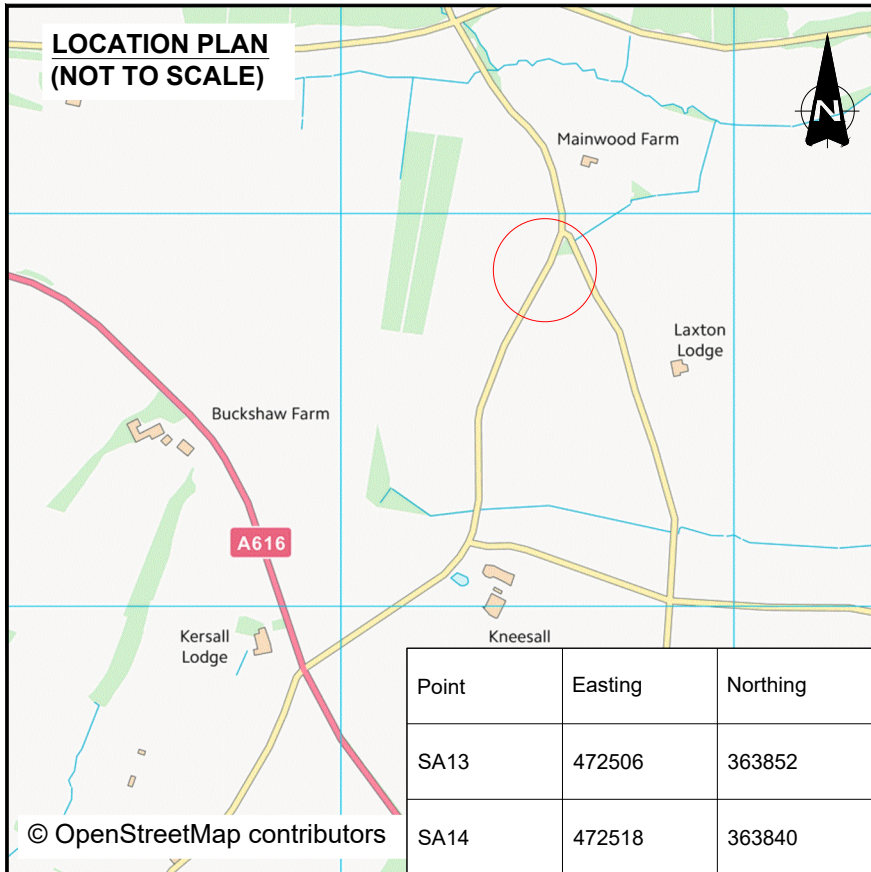 LOCATION PLAN
(NOT TO SCALE)
N
Mainwood Farm
Laxton
Lodge
Buckshaw Farm
A616
Kersall
Lodge
Kneesall
Point Easting Northing
SA13 472506 363852
SA14 472518 363840
© OpenStreetMap contributors